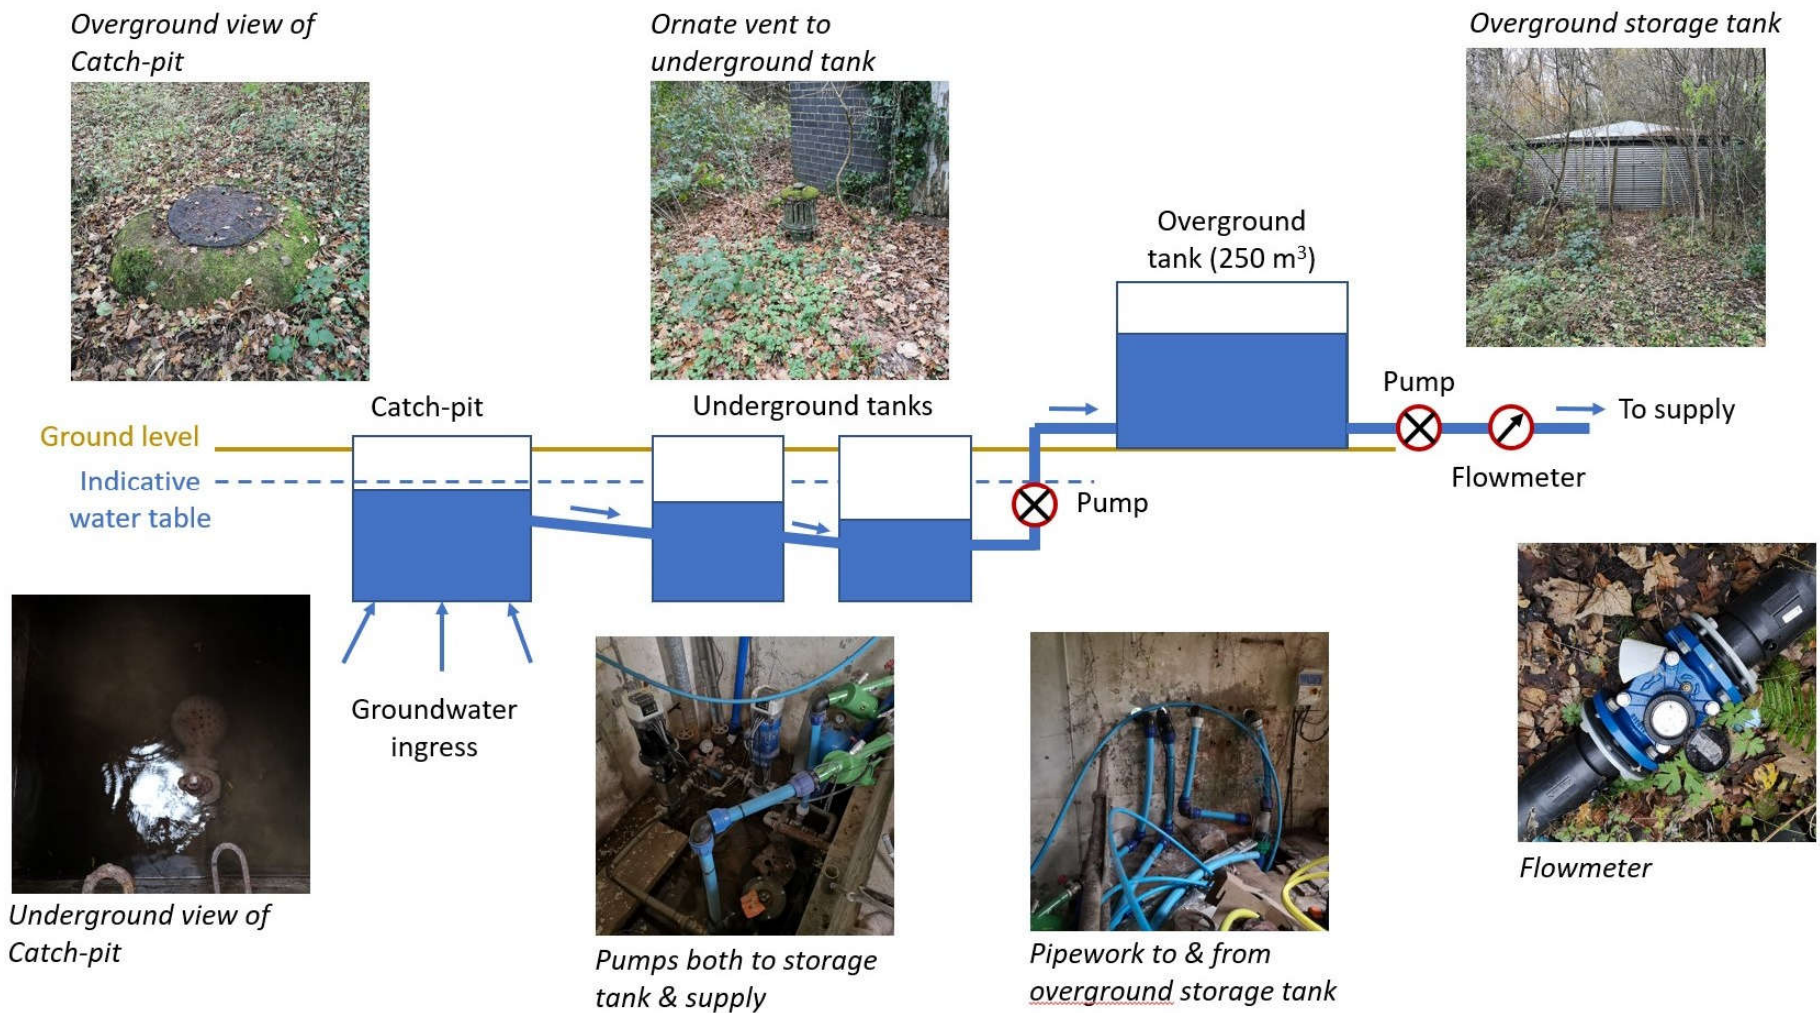 Overground view of
Catch-pit
Ornate vent to
underground tank
Overground storage tank
Overground
tank (250 m³)
Catch-pit
Underground tanks
Pump
To supply
Ground level
Indicative
water table
Flowmeter
Pump
Groundwater
ingress
Underground view of
Catch-pit
Pumps both to storage
tank & supply
Pipework to & from
overground storage tank
Flowmeter